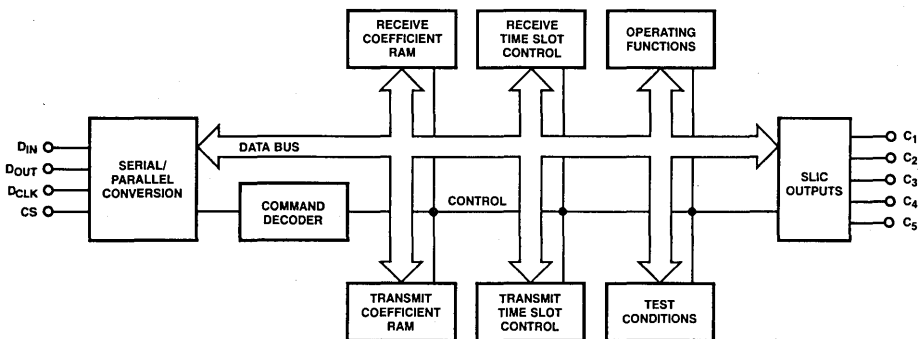 RECEIVE
COEFFICIENT
RAM
RECEIVE
TIME SLOT
CONTROL
OPERATING
FUNCTIONS
DATA BUS
DIN
DOUT
DCLK
CS
SERIAL/
PARALLEL
CONVERSION
COMMAND
DECODER
CONTROL
SLIC
OUTPUTS
C1
C2
C3
C4
C5
TRANSMIT
COEFFICIENT
RAM
TRANSMIT
TIME SLOT
CONTROL
TEST
CONDITIONS